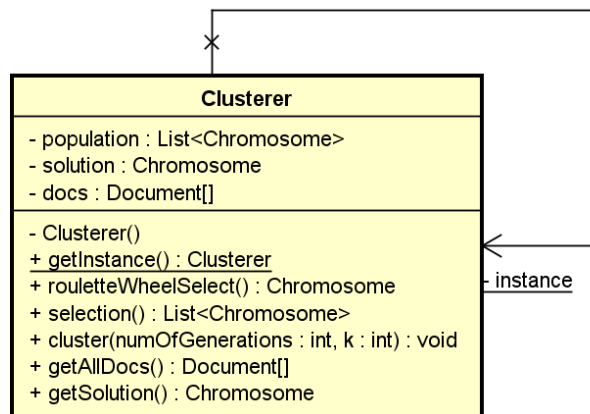 Clusterer
- population : List<Chromosome>
- solution : Chromosome
- docs : Document[]
- Clusterer()
+ getInstance() : Clusterer
+ rouletteWheelSelect() : Chromosome
+ selection() : List<Chromosome>
+ cluster(numOfGenerations : int, k : int) : void
+ getAllDocs() : Document[]
+ getSolution() : Chromosome
- instance